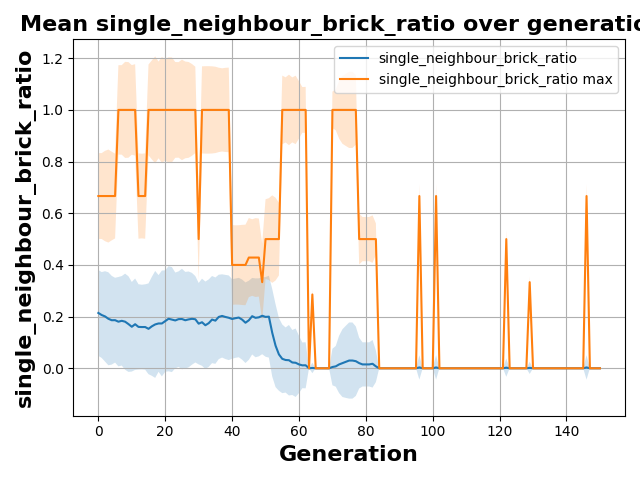 Mean single_neighbour_brick_ratio over generatio
single_neighbour_brick_ratio
single_neighbour_brick_ratio max
1.2
1.0
0.8
0.6
0.4
0.2
0.0
single_neighbour_brick_ratio
0 20 40 60 80 100 120 140
Generation